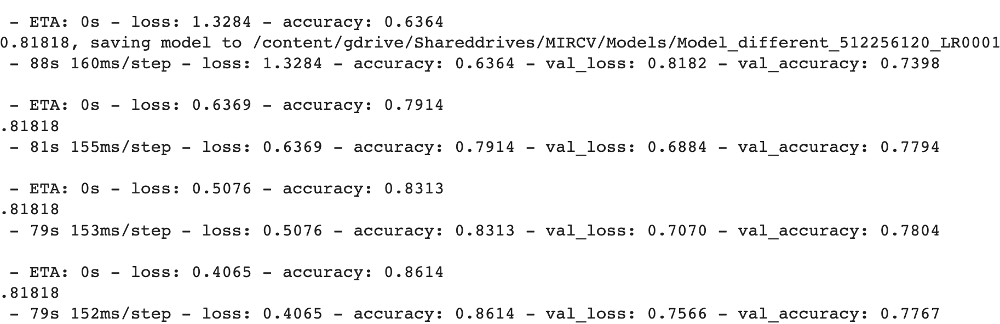 - ETA: 0s - loss: 1.3284 - accuracy: 0.6364
0.81818, saving model to /content/gdrive/Shareddrives/MIRCV/Models/Model_different_512256120_LR0001
- 88s 160ms/step - loss: 1.3284 - accuracy: 0.6364 - val_loss: 0.8182 - val_accuracy: 0.7398
- ETA: 0s - loss: 0.6369 - accuracy: 0.7914
.81818
- 81s 155ms/step - loss: 0.6369 - accuracy: 0.7914 - val_loss: 0.6884 - val_accuracy: 0.7794
- ETA: 0s - loss: 0.5076 - accuracy: 0.8313
.81818
- 79s 153ms/step - loss: 0.5076 - accuracy: 0.8313 - val_loss: 0.7070 - val_accuracy: 0.7804
- ETA: 0s - loss: 0.4065 - accuracy: 0.8614
.81818
- 79s 152ms/step - loss: 0.4065 - accuracy: 0.8614 - val_loss: 0.7566 - val_accuracy: 0.7767